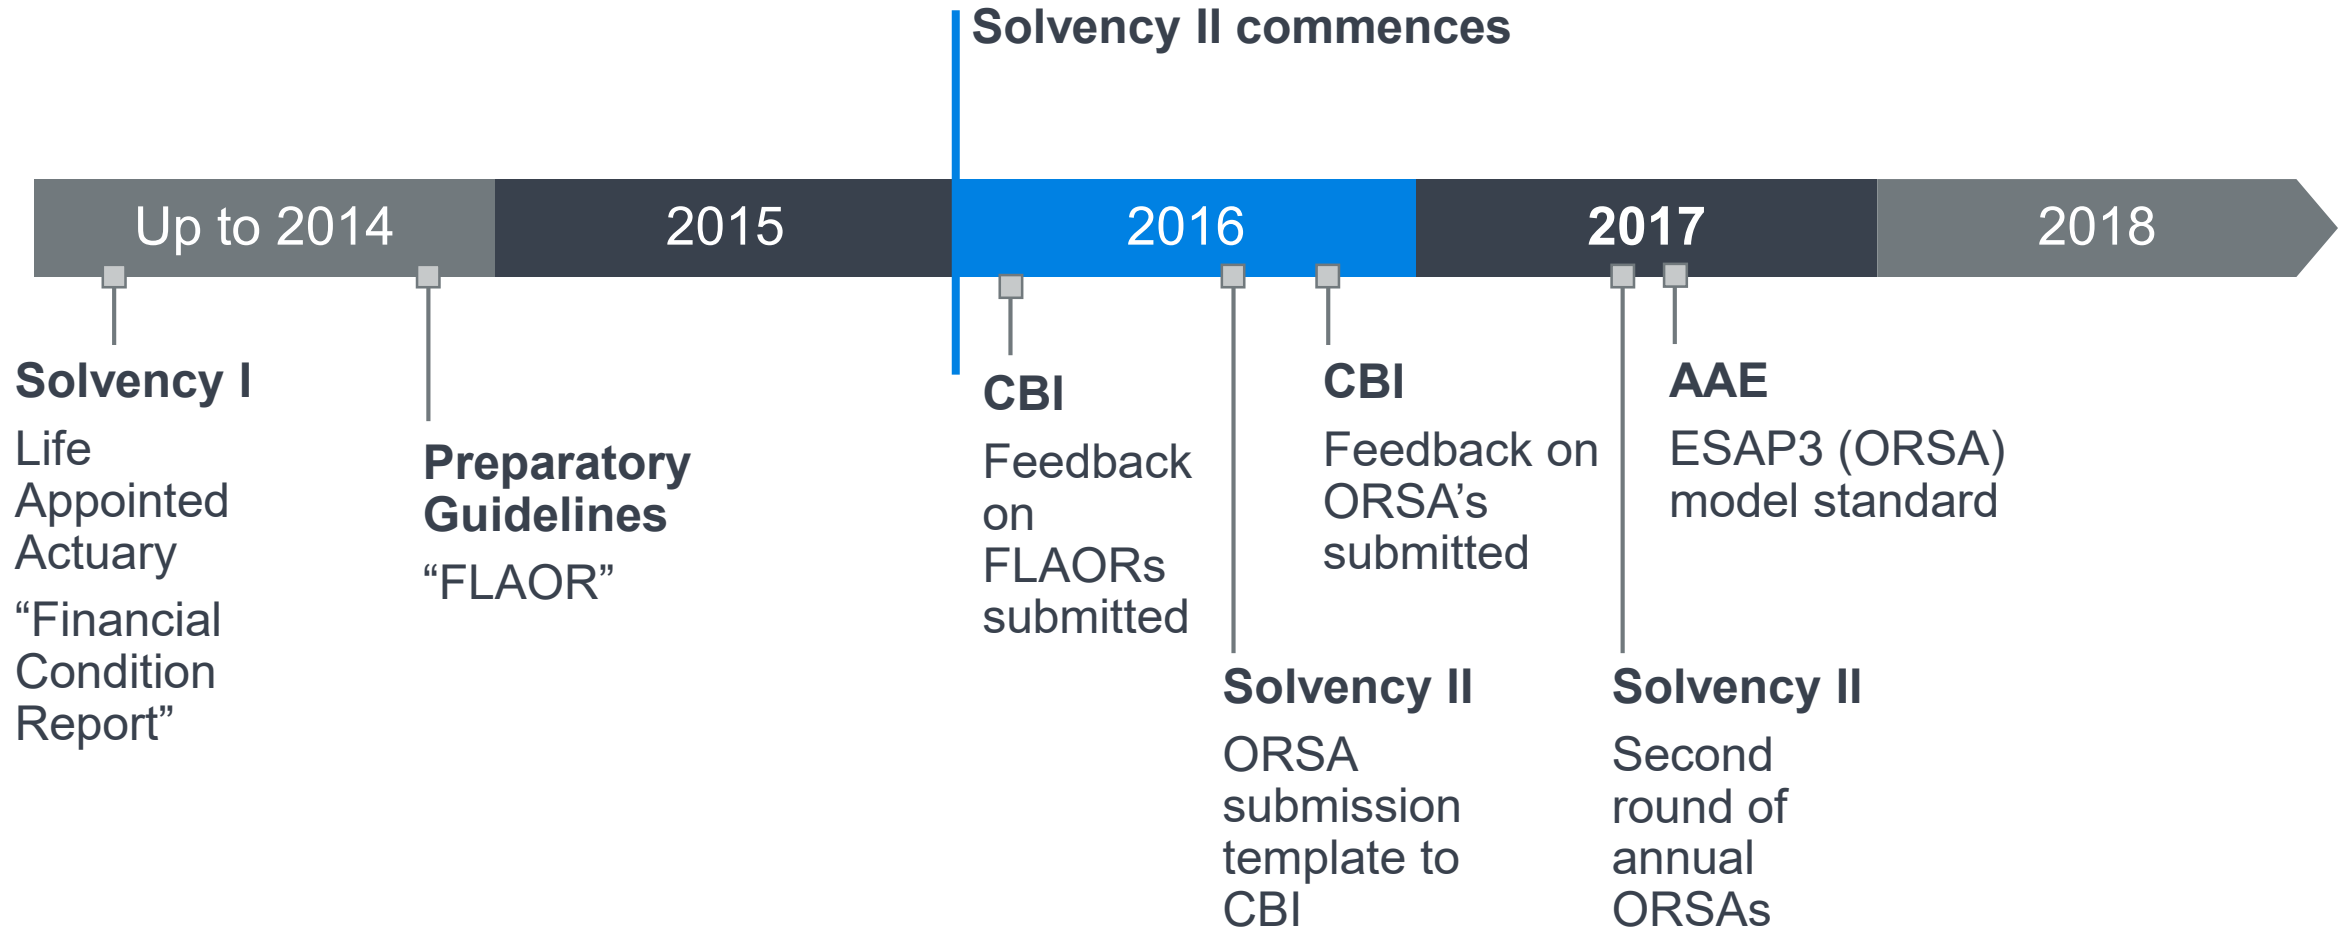 Solvency II commences
Up to 2014
2015
2016
2017
2018
Solvency I
Life
Appointed
Actuary
“Financial
Condition
Report”
Preparatory
Guidelines
“FLAOR”
CBI
Feedback
on
FLAORs
submitted
Solvency II
ORSA
submission
template to
CBI
CBI
Feedback on
ORSA’s
submitted
Solvency II
Second
round of
annual
ORSAs
AAE
ESAP3 (ORSA)
model standard